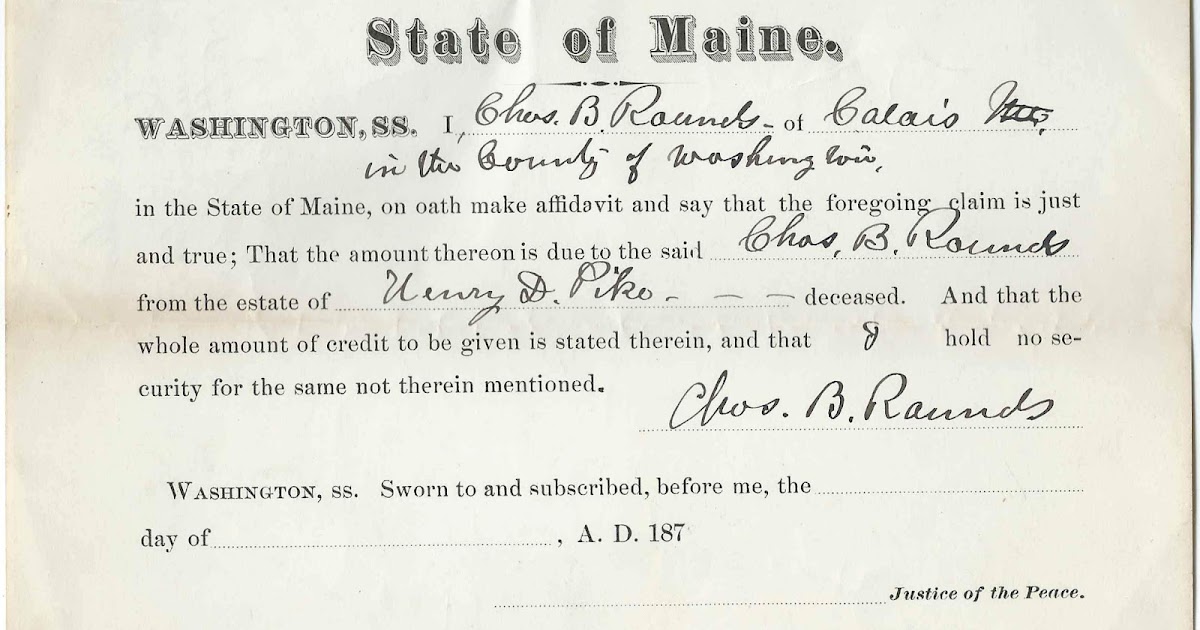 State of Maine.
WASHINGTON, SS. I, Chas. B. Rounds - of Calais
in the County of Washington,
in the State of Maine, on oath make affidavit and say that the foregoing claim is just
and true; That the amount thereon is due to the said Chas. B. Rounds
from the estate of Henry D. Pike - — — deceased. And that the
whole amount of credit to be given is stated therein, and that I hold no se-
curity for the same not therein mentioned.
Chas. B. Rounds
WASHINGTON, SS. Sworn to and subscribed, before me, the
day of , A. D. 187
Justice of the Peace.